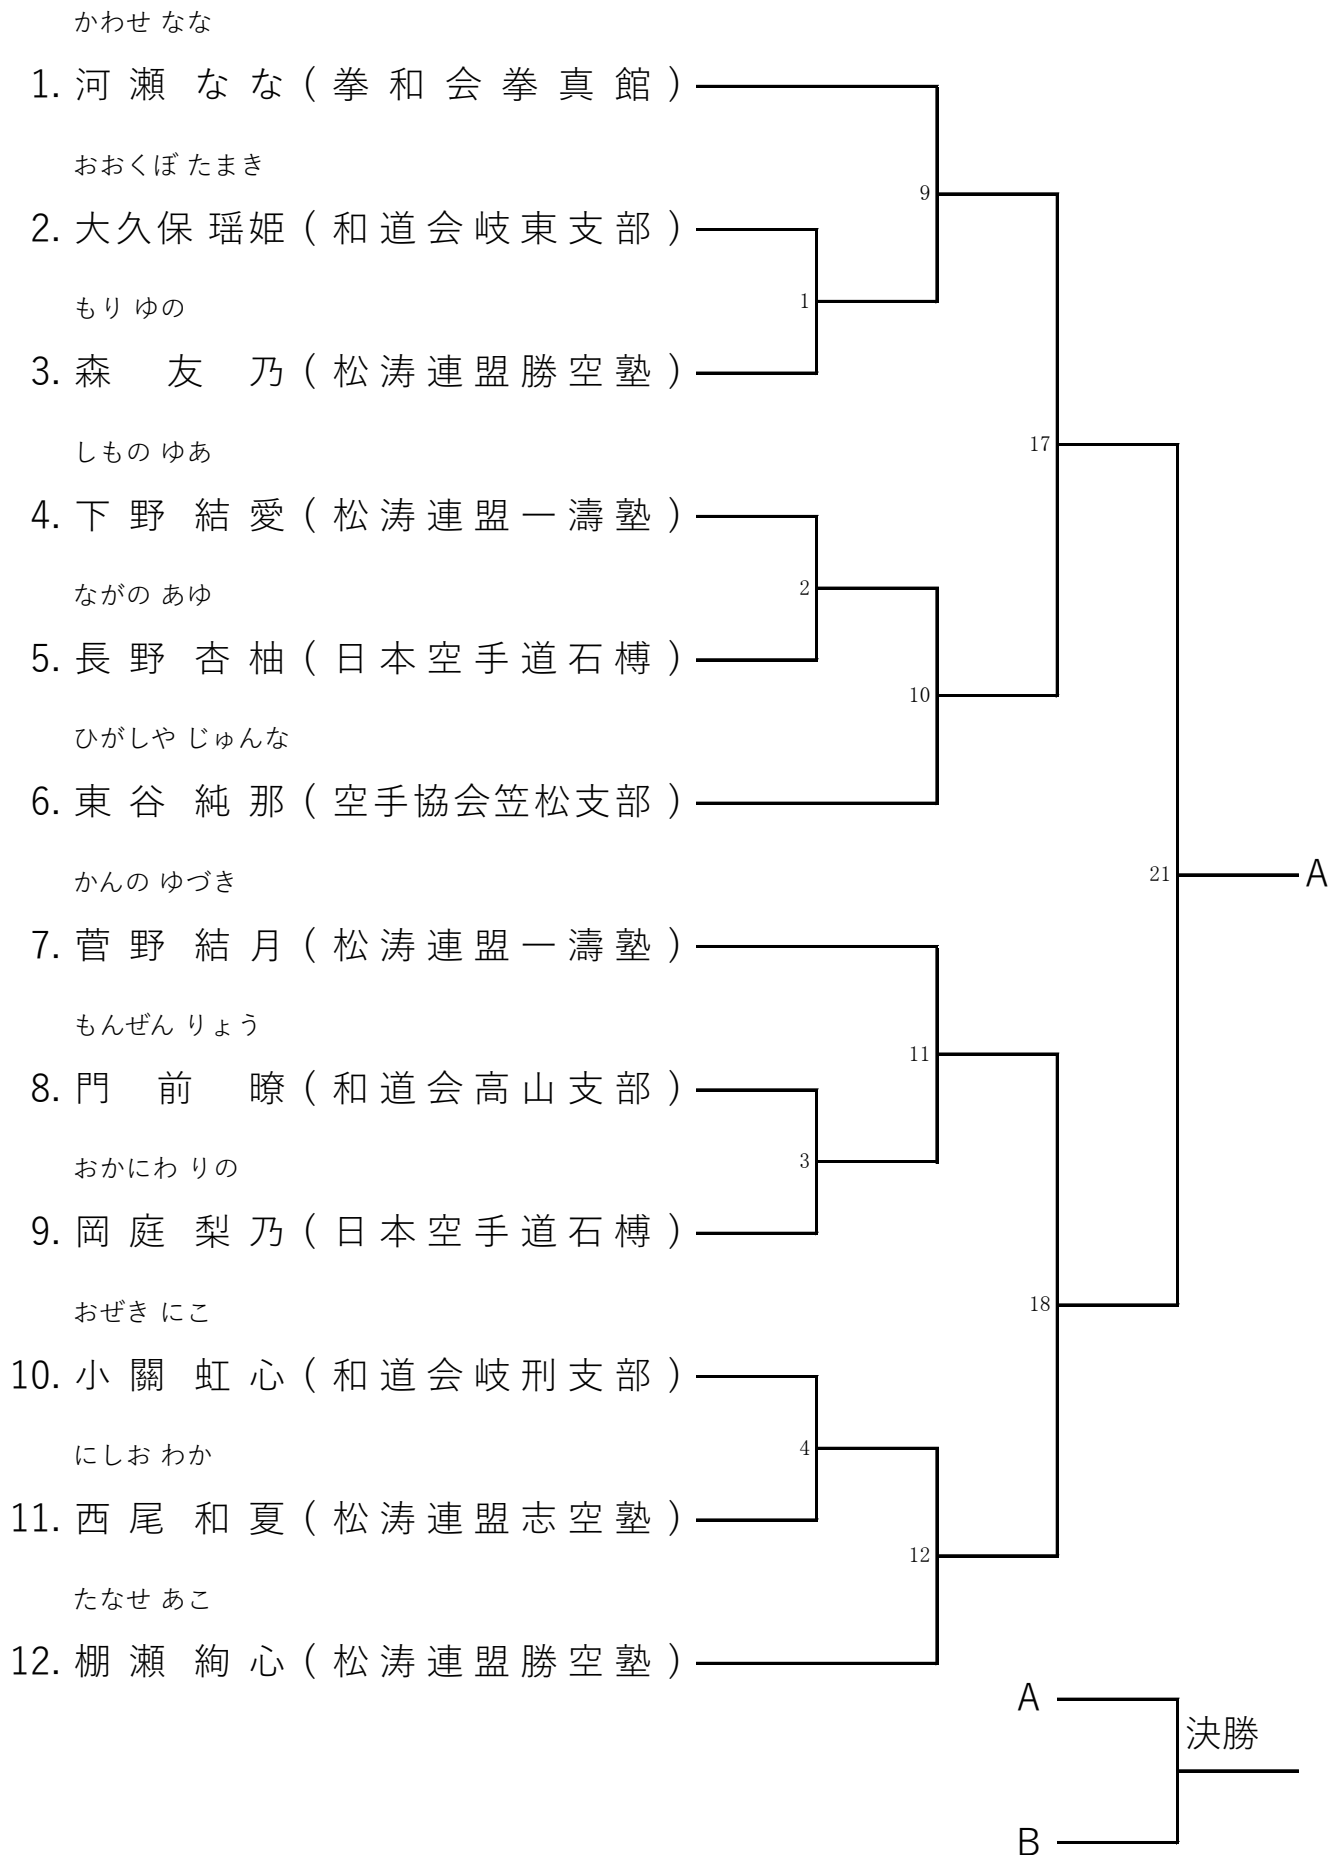 かわせ なな
1. 河瀬 なな(拳和会拳真館)
おおくぼ たまき
2. 大久保 瑶姫(和道会岐東支部)
もり ゆの
3. 森 友乃(松涛連盟勝空塾)
しもの ゆあ
4. 下野 結愛(松涛連盟一濤塾)
ながの あゆ
5. 長野 杏柚(日本空手道石榑)
ひがしや じゅんな
6. 東谷 純那(空手協会笠松支部)
かんの ゆづき
7. 菅野 結月(松涛連盟一濤塾)
もんぜん りょう
8. 門前 暸(和道会高山支部)
おかにわ りの
9. 岡庭 梨乃(日本空手道石榑)
おぜき にこ
10. 小關 虹心(和道会岐刑支部)
にしお わか
11. 西尾 和夏(松涛連盟志空塾)
たなせ あこ
12. 棚瀬 絢心(松涛連盟勝空塾)
1
2
3
4
9
10
11
12
17
18
21
A
A
決勝
B